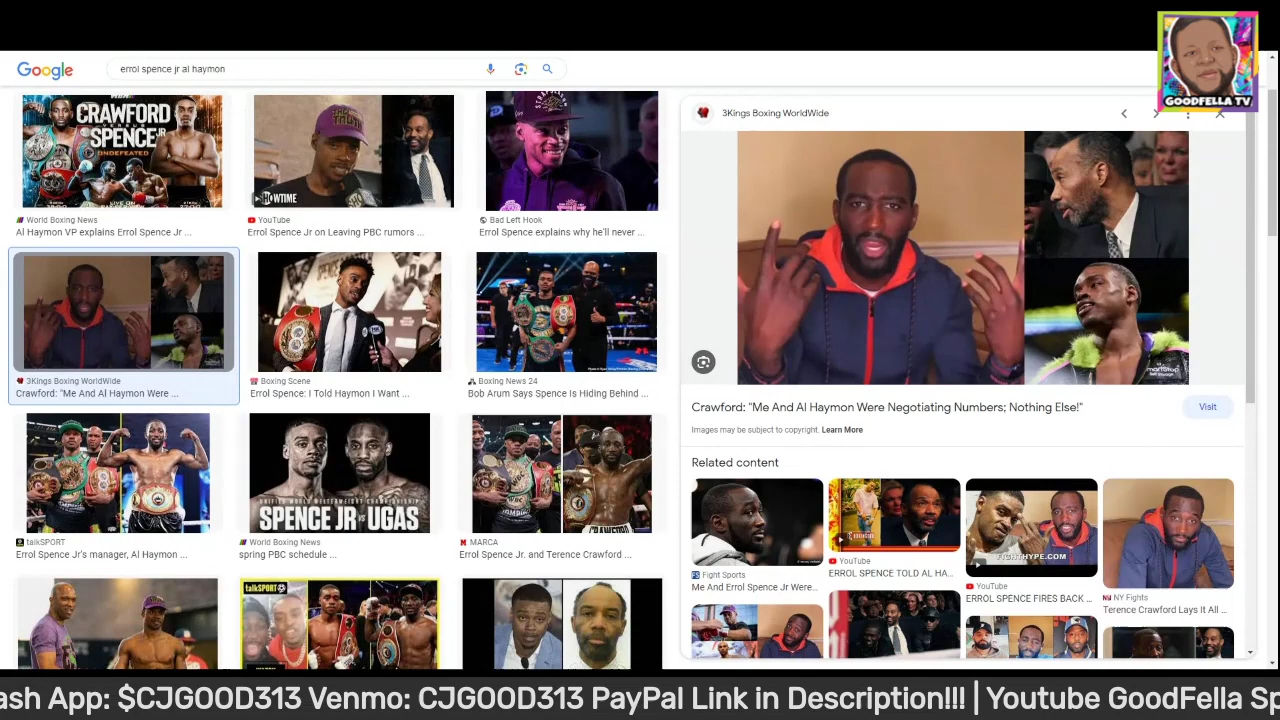 GOODFELLA TV
Google
errol spence jr al haymon
CRAWFORD
VERSUS
SPENCE JR
UNDEFEATED
World Boxing News
Al Haymon VP explains Errol Spence Jr ...
SHOWTIME
YouTube
Errol Spence Jr on Leaving PBC rumors ...
Bad Left Hook
Errol Spence explains why he'll never ...
3Kings Boxing WorldWide
Crawford: "Me And Al Haymon Were ...
Boxing Scene
Errol Spence: I Told Haymon I Want ...
Boxing News 24
Bob Arum Says Spence Is Hiding Behind ...
UNIFIED WORLD WELTERWEIGHT CHAMPIONSHIP
SPENCE JR VS UGAS
talkSPORT
Errol Spence Jr's manager, Al Haymon ...
World Boxing News
spring PBC schedule ...
MARCA
Errol Spence Jr. and Terence Crawford ...
talkSPORT
3Kings Boxing WorldWide
Crawford: "Me And Al Haymon Were Negotiating Numbers; Nothing Else!"
Visit
Images may be subject to copyright. Learn More
Related content
Fight Sports
Me And Errol Spence Jr Were...
YouTube
ERROL SPENCE TOLD AL HA...
FIGHTHYPE.COM
YouTube
ERROL SPENCE FIRES BACK ...
NY Fights
Terence Crawford Lays It All ...
ash App: $CJGOOD313 Venmo: CJGOOD313 PayPal Link in Description!!! | Youtube GoodFella Sp